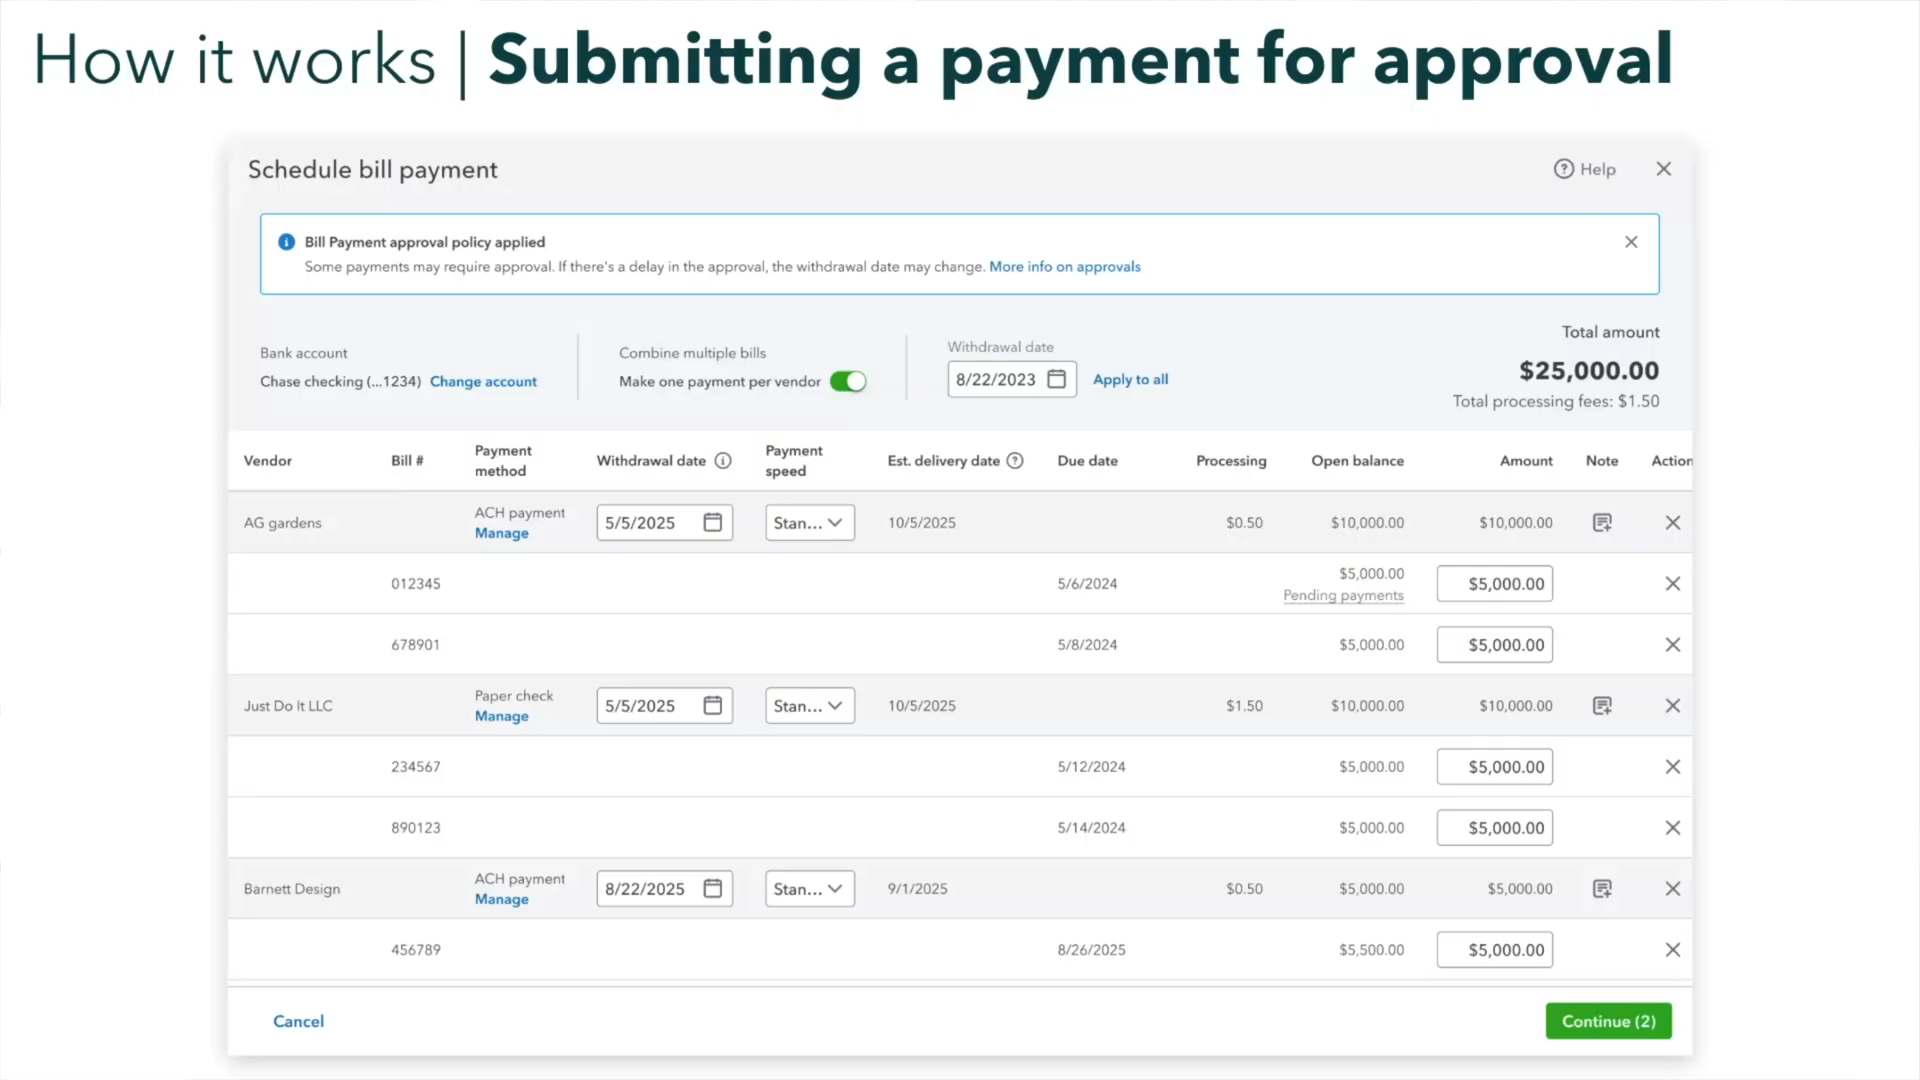 How it works | Submitting a payment for approval
Schedule bill payment
Help
Bill Payment approval policy applied
Some payments may require approval. If there's a delay in the approval, the withdrawal date may change. More info on approvals
Bank account
Chase checking (...1234) Change account
Combine multiple bills
Make one payment per vendor
Withdrawal date
8/22/2023 Apply to all
Total amount
$25,000.00
Total processing fees: $1.50
Vendor Bill # Payment method Withdrawal date Payment speed Est. delivery date Due date Processing Open balance Amount Note Action
AG gardens ACH payment 5/5/2025 Stan... 10/5/2025 $0.50 $10,000.00 $10,000.00
Manage
012345 5/6/2024 $5,000.00 $5,000.00
Pending payments
678901 5/8/2024 $5,000.00 $5,000.00
Just Do It LLC Paper check 5/5/2025 Stan... 10/5/2025 $1.50 $10,000.00 $10,000.00
Manage
234567 5/12/2024 $5,000.00 $5,000.00
890123 5/14/2024 $5,000.00 $5,000.00
Barnett Design ACH payment 8/22/2025 Stan... 9/1/2025 $0.50 $5,000.00 $5,000.00
Manage
456789 8/26/2025 $5,500.00 $5,000.00
Cancel
Continue (2)